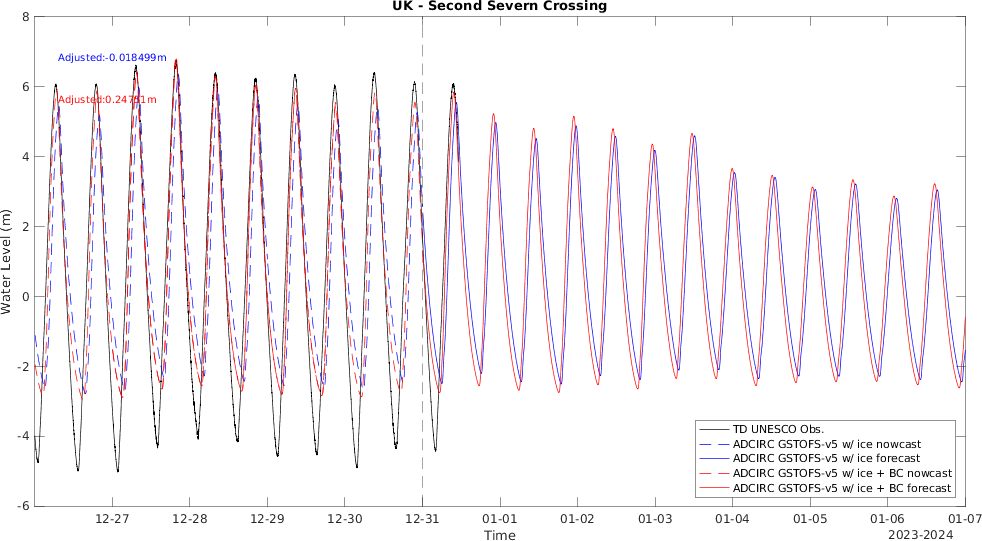 UK - Second Severn Crossing
8
6
4
2
0
-2
-4
-6
Water Level (m)
Adjusted:-0.018499m
TD UNESCO Obs.
ADCIRC GSTOFS-v5 w/ ice nowcast
ADCIRC GSTOFS-v5 w/ ice forecast
ADCIRC GSTOFS-v5 w/ ice + BC nowcast
ADCIRC GSTOFS-v5 w/ ice + BC forecast
12-27 12-28 12-29 12-30 12-31 01-01 01-02 01-03 01-04 01-05 01-06 01-07
Time
2023-2024